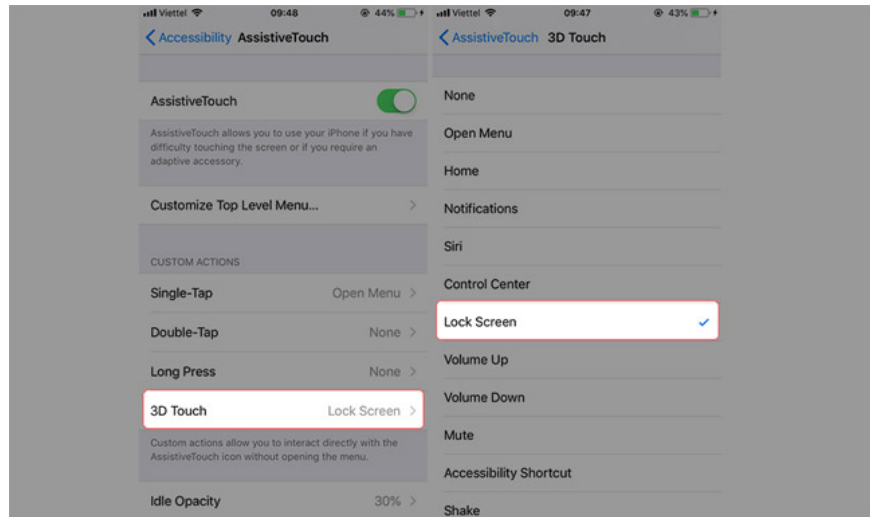 Viettel 09:48 44%
Accessibility AssistiveTouch
AssistiveTouch
AssistiveTouch allows you to use your iPhone if you have
difficulty touching the screen or if you require an
adaptive accessory.
Customize Top Level Menu...
CUSTOM ACTIONS
Single-Tap Open Menu
Double-Tap None
Long Press None
3D Touch Lock Screen
Custom actions allow you to interact directly with the
AssistiveTouch icon without opening the menu.
Idle Opacity 30%
Viettel 09:47 43%
AssistiveTouch 3D Touch
None
Open Menu
Home
Notifications
Siri
Control Center
Lock Screen
Volume Up
Volume Down
Mute
Accessibility Shortcut
Shake